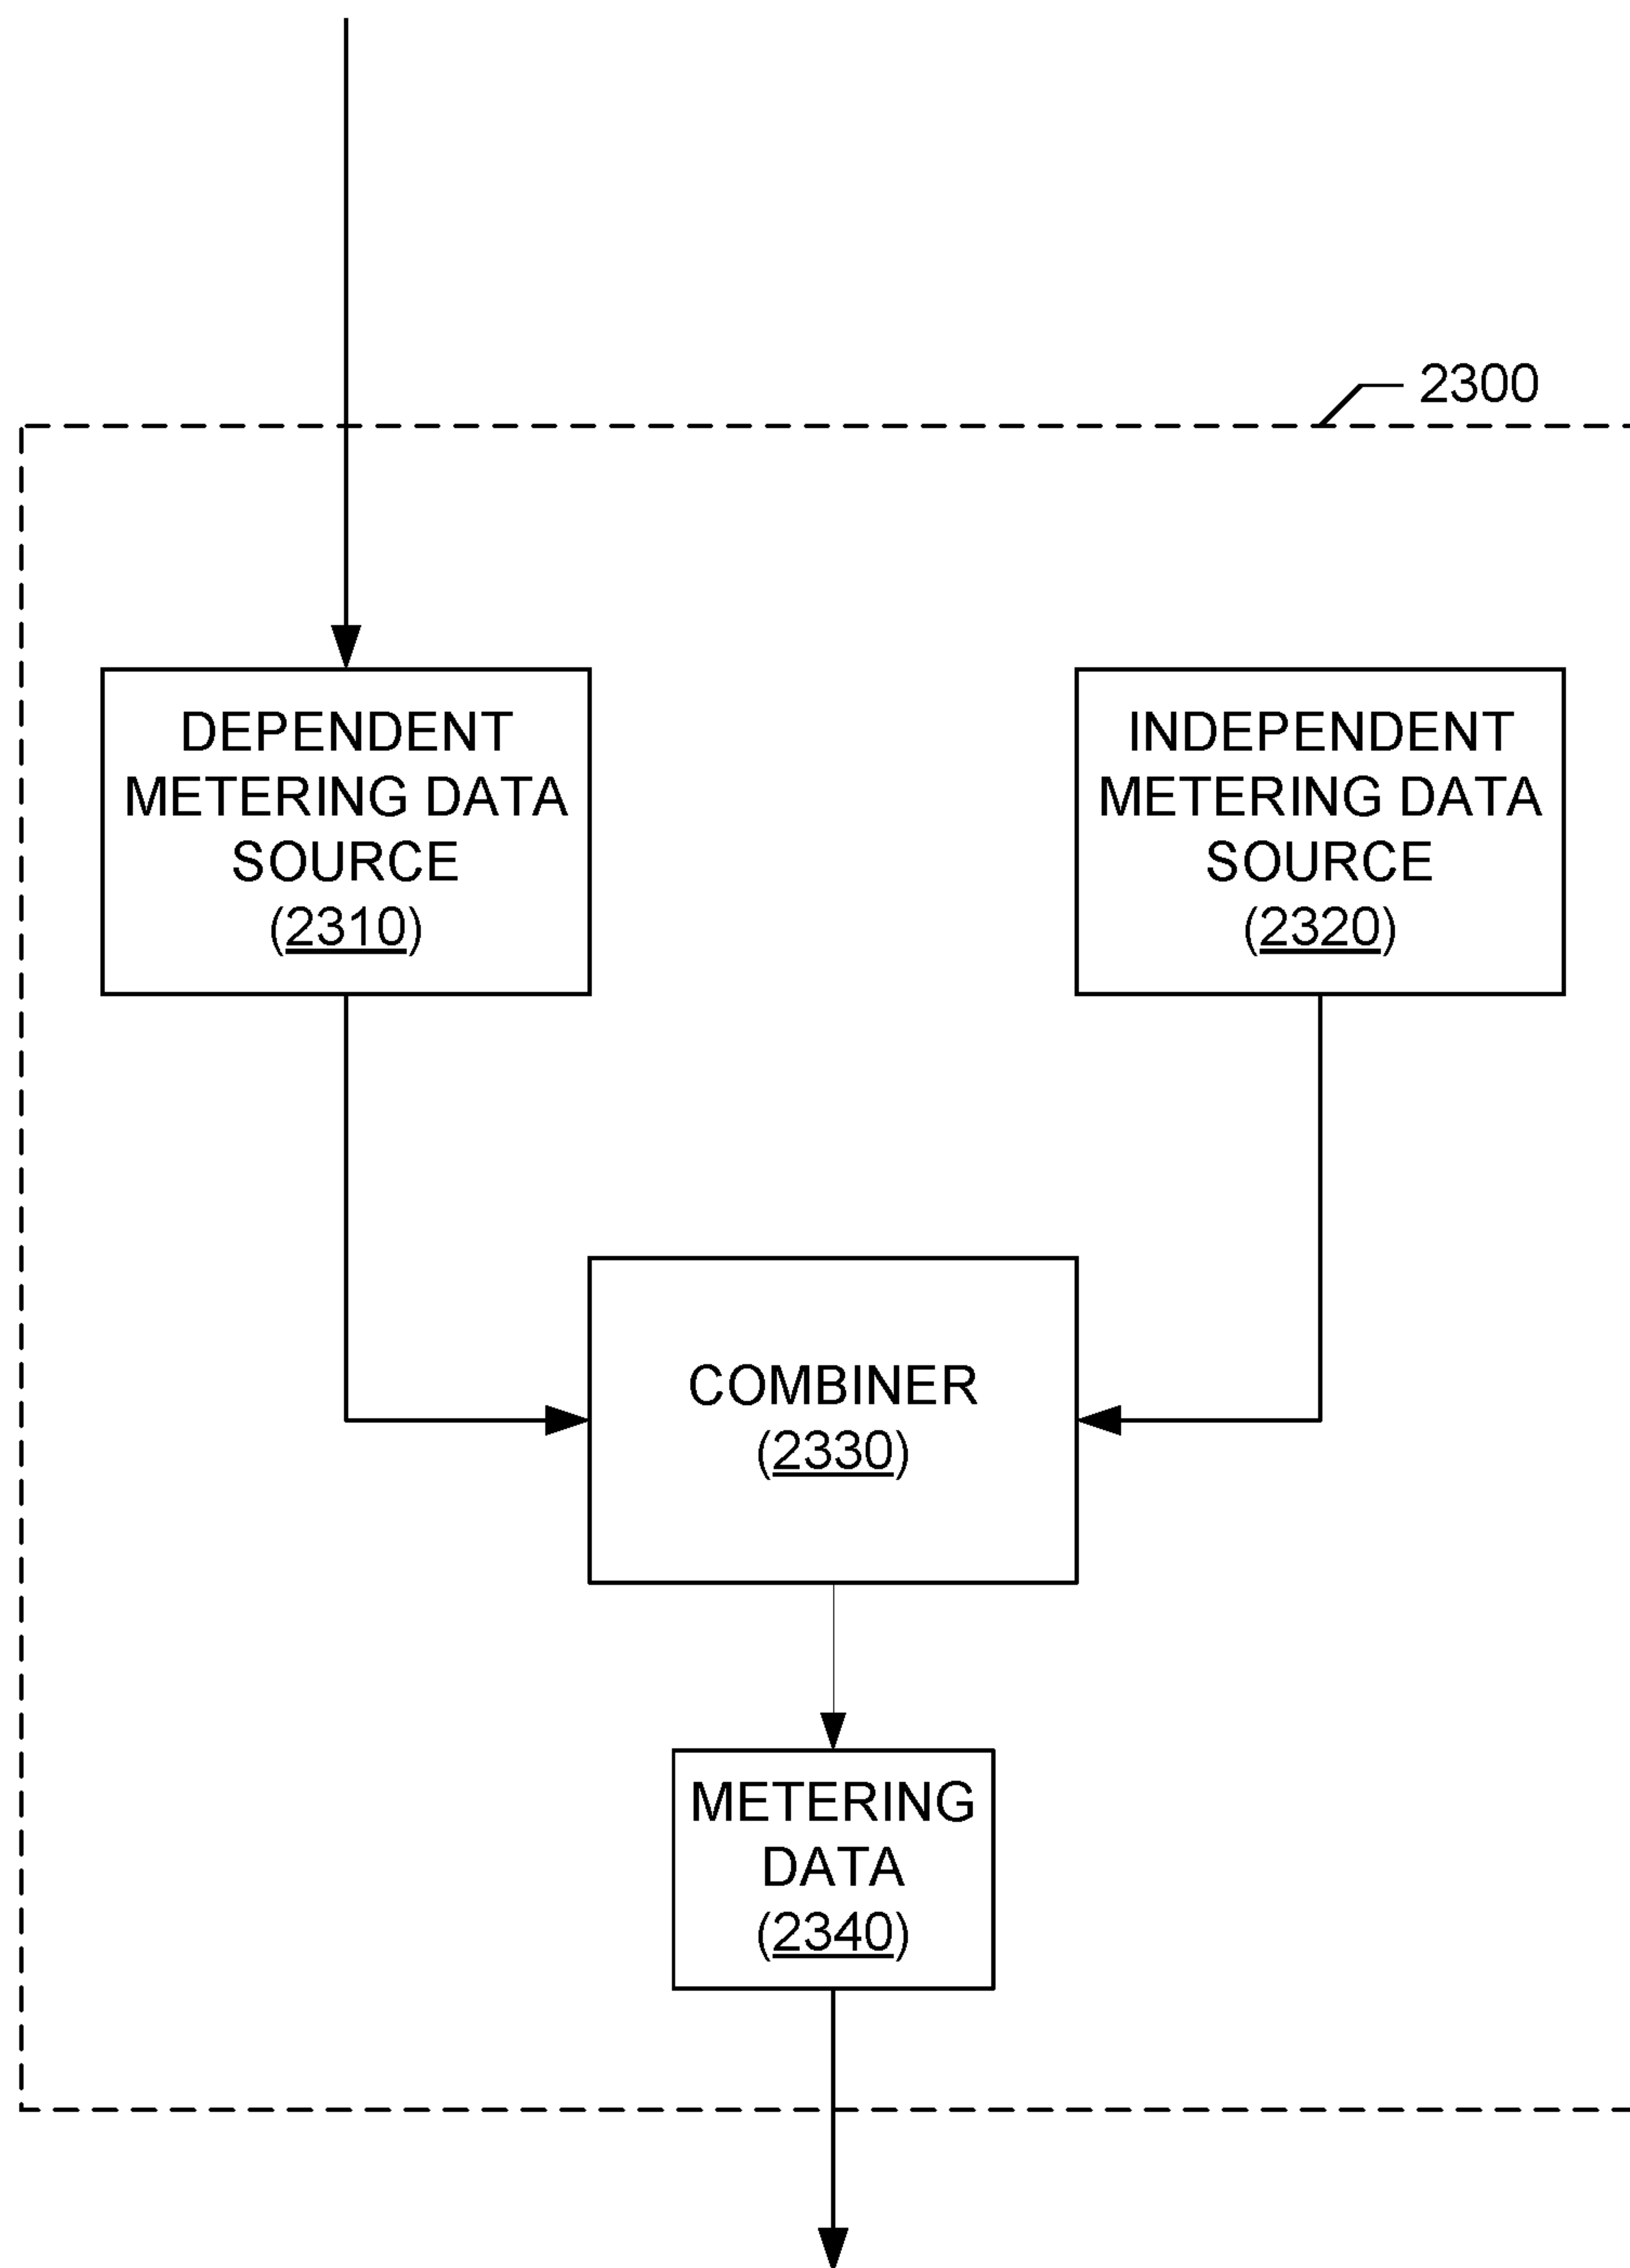 2300
DEPENDENT
METERING DATA
SOURCE
(2310)
INDEPENDENT
METERING DATA
SOURCE
(2320)
COMBINER
(2330)
METERING
DATA
(2340)